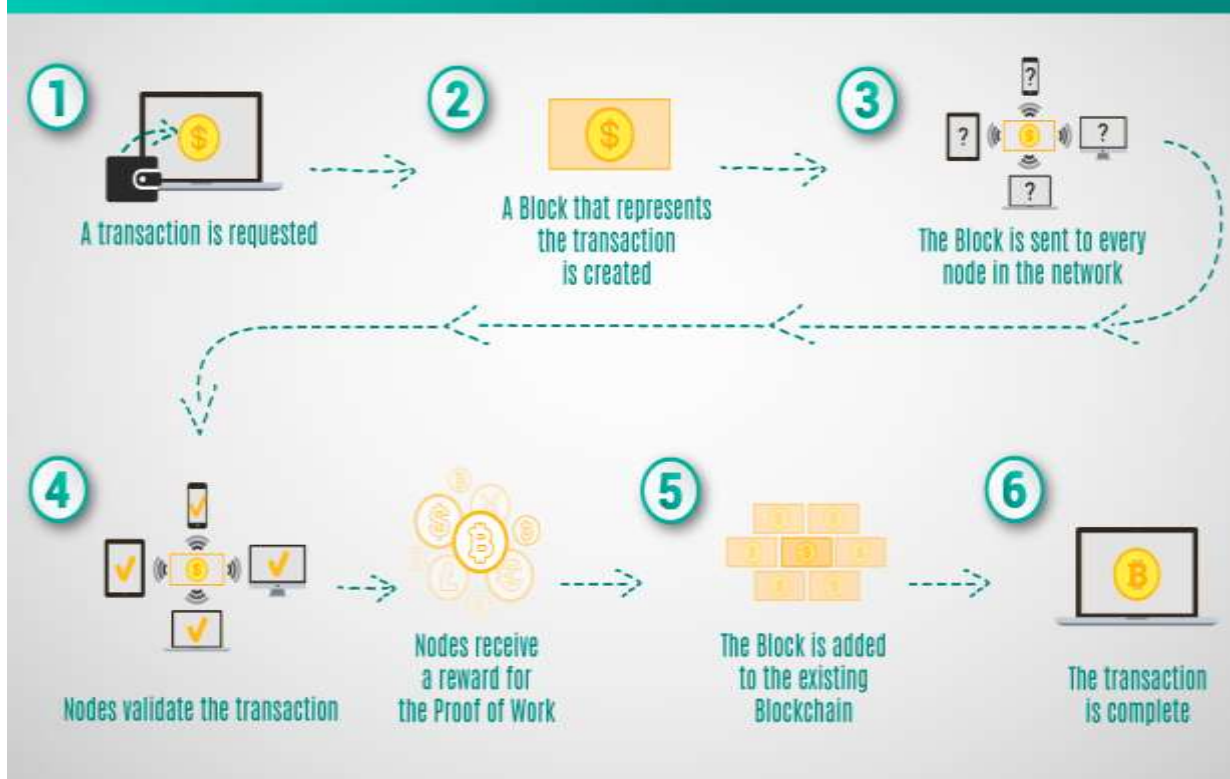 1
A transaction is requested
2
A Block that represents
the transaction
is created
3
?
?
?
?
The Block is sent to every
node in the network
4
Nodes validate the transaction
Nodes receive
a reward for
the Proof of Work
5
The Block is added
to the existing
Blockchain
6
The transaction
is complete